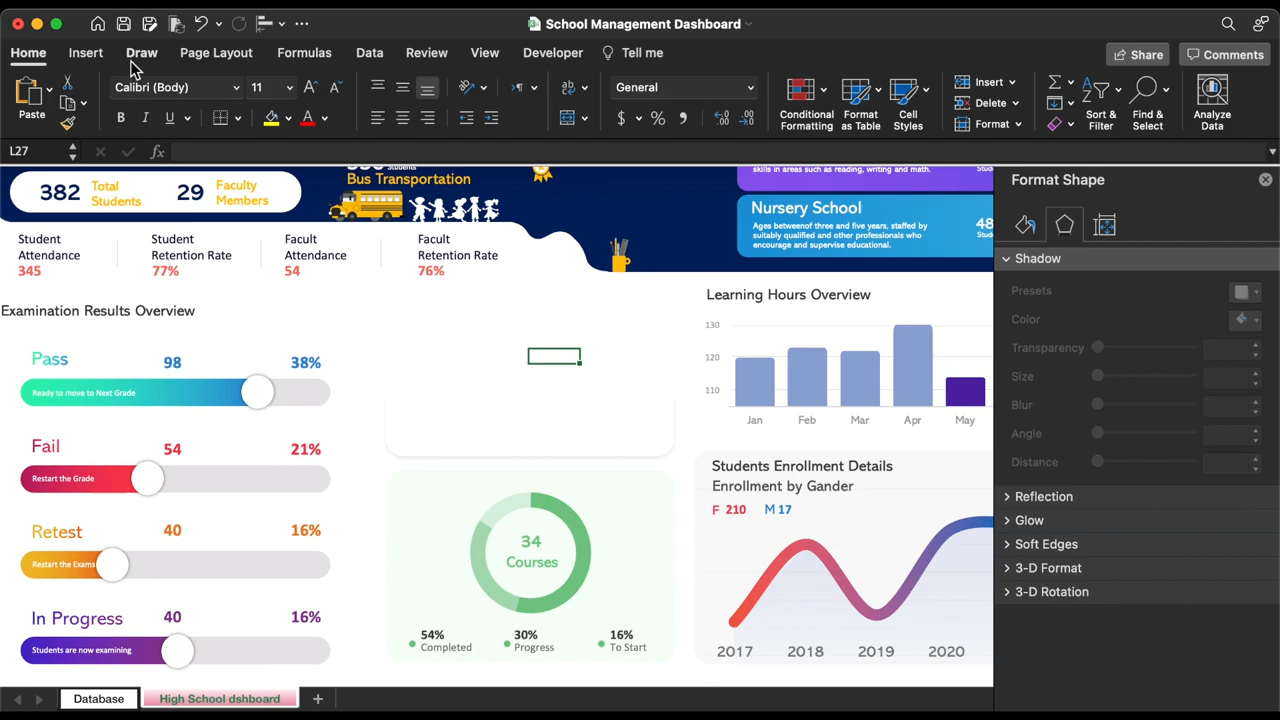 School Management Dashboard
Home Insert Draw Page Layout Formulas Data Review View Developer Tell me
Share Comments
Paste
Calibri (Body) 11
General
Conditional Formatting
Format as Table
Cell Styles
Insert
Delete
Format
Sort & Filter
Find & Select
Analyze Data
L27
fx
382 Total Students
29 Faculty Members
Students
Bus Transportation
skills in areas such as reading, writing and math.
Nursery School
Ages betweenof three and five years, staffed by
suitably qualified and other professionals who
encourage and supervise educational.
48
Student Attendance
345
Student Retention Rate
77%
Facult Attendance
54
Facult Retention Rate
76%
Examination Results Overview
Pass 98 38%
Ready to move to Next Grade
Fail 54 21%
Restart the Grade
Retest 40 16%
Restart the Exams
In Progress 40 16%
Students are now examining
34
Courses
54% Completed
30% Progress
16% To Start
Learning Hours Overview
130
120
110
Jan Feb Mar Apr May
Students Enrollment Details
Enrollment by Gander
F 210 M 17
2017 2018 2019 2020
Format Shape
Shadow
Presets
Color
Transparency
Size
Blur
Angle
Distance
Reflection
Glow
Soft Edges
3-D Format
3-D Rotation
Database High School dshboard